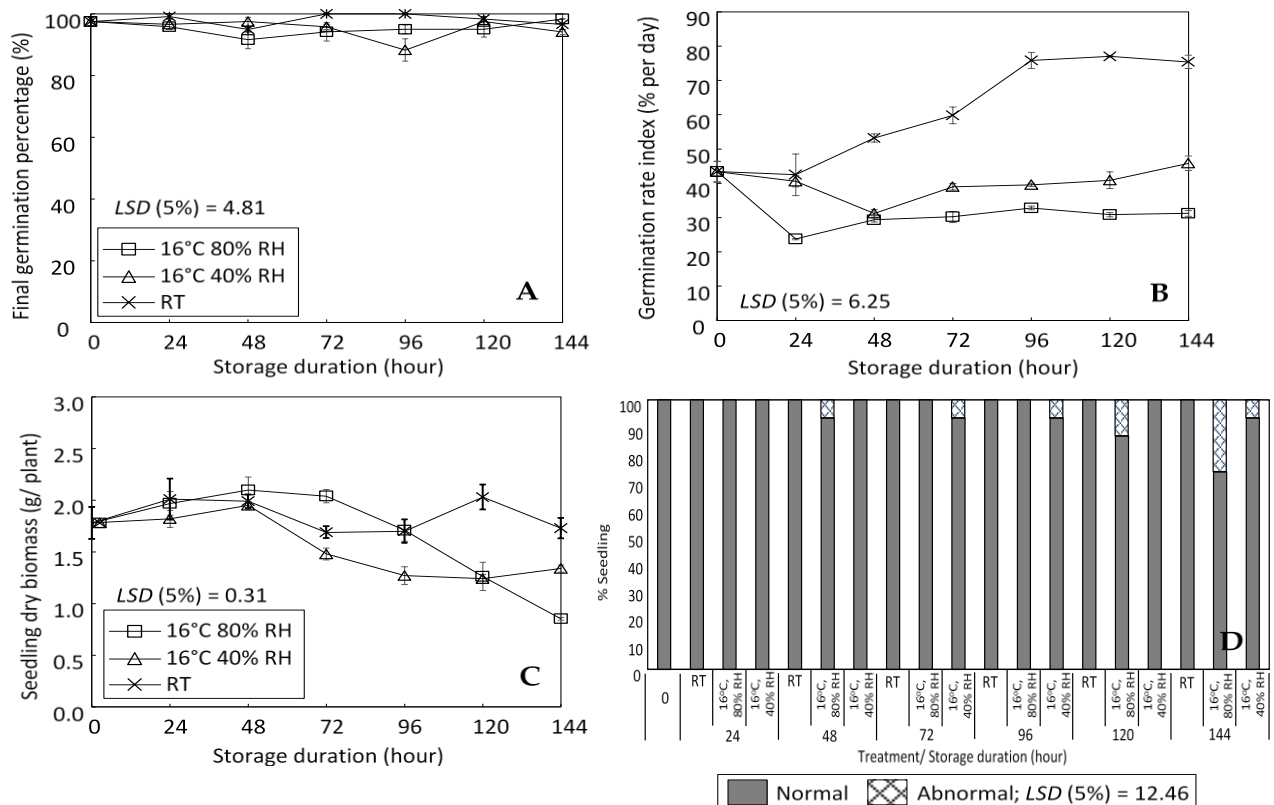 Final germination percentage (%)
100
80
60
40
20
0
LSD (5%) = 4.81
16°C 80% RH
16°C 40% RH
RT
A
0 24 48 72 96 120 144
Storage duration (hour)
Germination rate index (% per day)
90
80
70
60
50
40
30
20
10
0
LSD (5%) = 6.25
B
0 24 48 72 96 120 144
Storage duration (hour)
Seedling dry biomass (g/ plant)
3.0
2.5
2.0
1.5
1.0
0.5
0.0
LSD (5%) = 0.31
16°C 80% RH
16°C 40% RH
RT
C
0 24 48 72 96 120 144
Storage duration (hour)
% Seedling
100
90
80
70
60
50
40
30
20
10
0
D
0
RT
16°C, 80% RH
16°C, 40% RH
RT
16°C, 80% RH
16°C, 40% RH
RT
16°C, 80% RH
16°C, 40% RH
RT
16°C, 80% RH
16°C, 40% RH
RT
16°C, 80% RH
16°C, 40% RH
RT
16°C, 80% RH
16°C, 40% RH
24 48 72 96 120 144
Treatment/ Storage duration (hour)
Normal Abnormal; LSD (5%) = 12.46